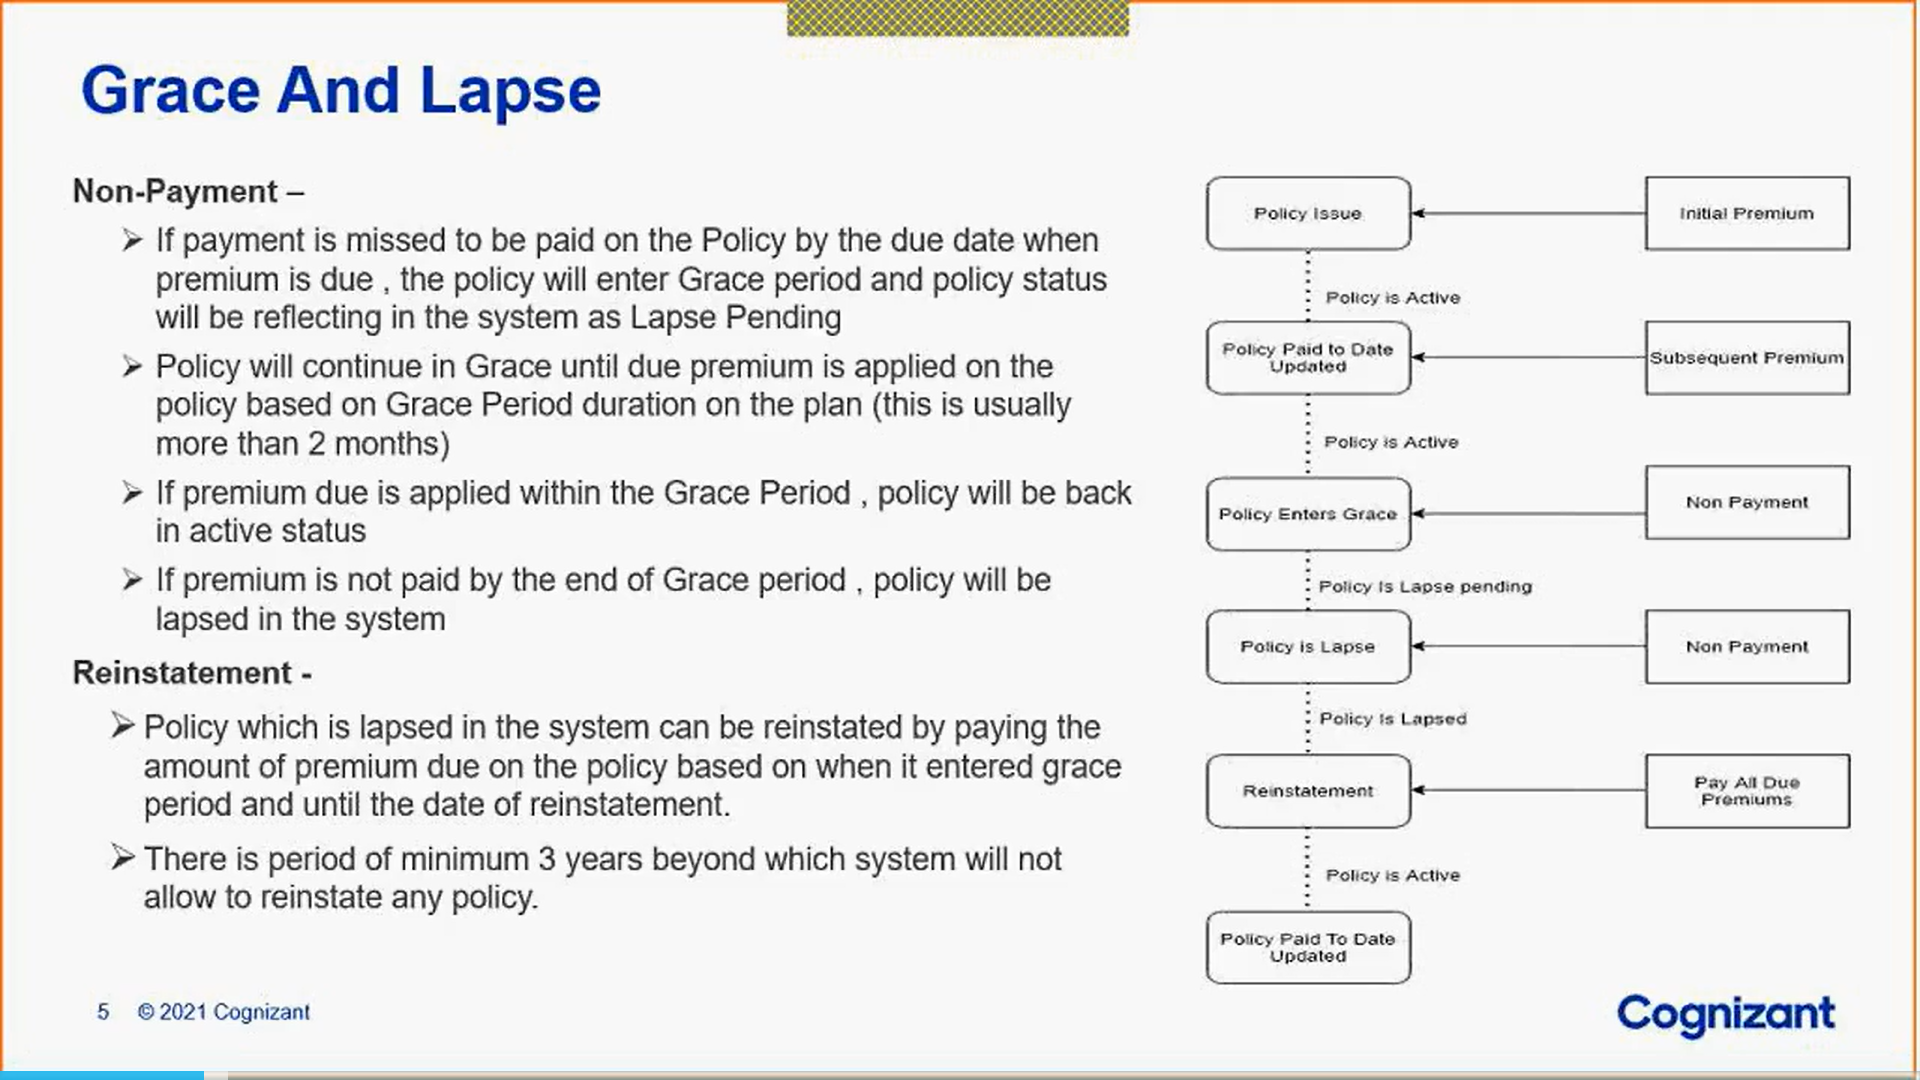 Grace And Lapse
Non-Payment –
If payment is missed to be paid on the Policy by the due date when
premium is due , the policy will enter Grace period and policy status
will be reflecting in the system as Lapse Pending
Policy will continue in Grace until due premium is applied on the
policy based on Grace Period duration on the plan (this is usually
more than 2 months)
If premium due is applied within the Grace Period , policy will be back
in active status
If premium is not paid by the end of Grace period , policy will be
lapsed in the system
Reinstatement -
Policy which is lapsed in the system can be reinstated by paying the
amount of premium due on the policy based on when it entered grace
period and until the date of reinstatement.
There is period of minimum 3 years beyond which system will not
allow to reinstate any policy.
Policy Issue
Initial Premium
Policy is Active
Policy Paid to Date
Updated
Subsequent Premium
Policy is Active
Policy Enters Grace
Non Payment
Policy Is Lapse pending
Policy is Lapse
Non Payment
Policy Is Lapsed
Reinstatement
Pay All Due
Premiums
Policy is Active
Policy Paid To Date
Updated
5 © 2021 Cognizant
Cognizant